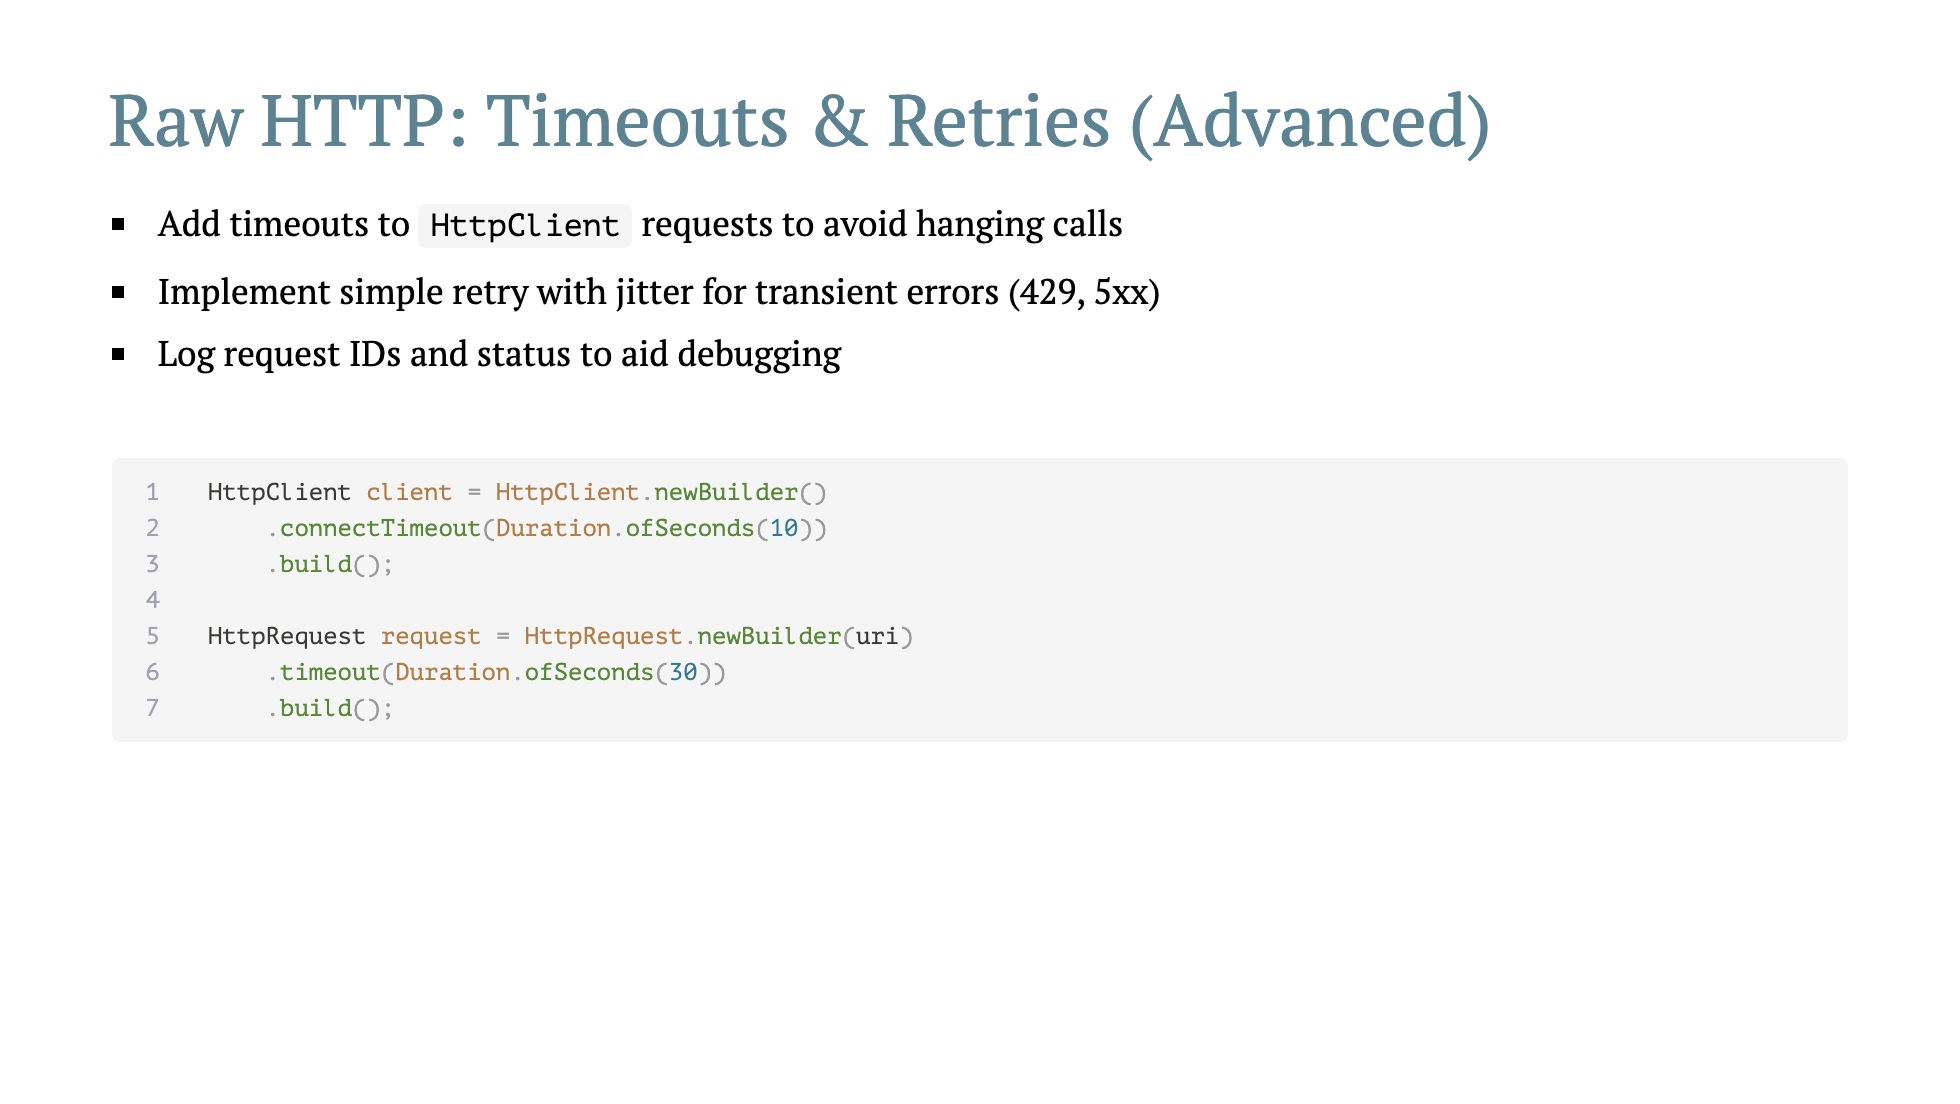 Raw HTTP: Timeouts & Retries (Advanced)
▪ Add timeouts to HttpClient requests to avoid hanging calls
▪ Implement simple retry with jitter for transient errors (429, 5xx)
▪ Log request IDs and status to aid debugging
1 HttpClient client = HttpClient.newBuilder()
2     .connectTimeout(Duration.ofSeconds(10))
3     .build();
4
5 HttpRequest request = HttpRequest.newBuilder(uri)
6     .timeout(Duration.ofSeconds(30))
7     .build();